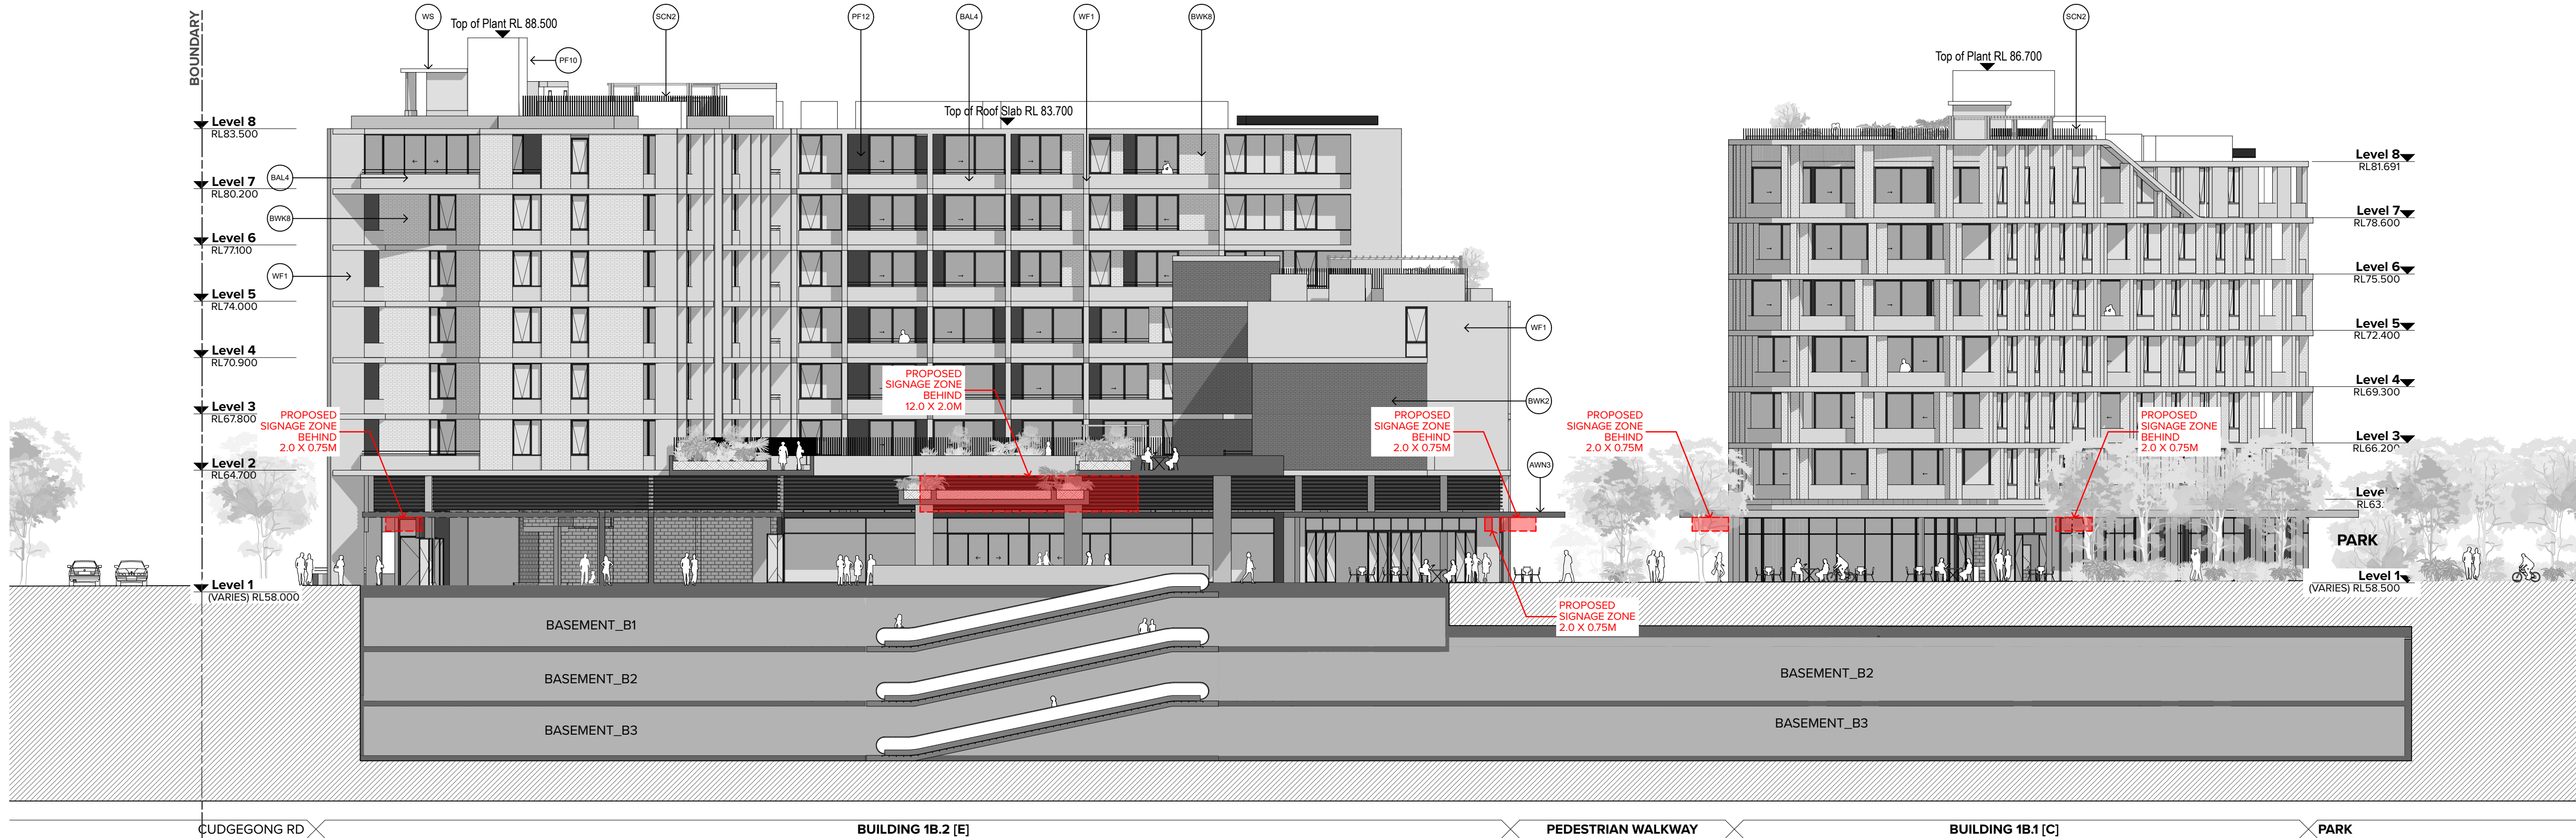 BOUNDARY
WS
Top of Plant RL 88.500
SCN2
PF12
BAL4
WF1
BWK8
SCN2
PF10
Top of Plant RL 86.700
Top of Roof Slab RL 83.700
Level 8
RL83.500
BAL4
Level 7
RL80.200
BWK8
Level 6
RL77.100
WF1
Level 5
RL74.000
Level 4
RL70.900
Level 3
RL67.800
Level 2
RL64.700
Level 1
(VARIES) RL58.000
PROPOSED
SIGNAGE ZONE
BEHIND
2.0 X 0.75M
PROPOSED
SIGNAGE ZONE
BEHIND
12.0 X 2.0M
WF1
BWK2
AWN3
PROPOSED
SIGNAGE ZONE
BEHIND
2.0 X 0.75M
PROPOSED
SIGNAGE ZONE
BEHIND
2.0 X 0.75M
PROPOSED
SIGNAGE ZONE
BEHIND
2.0 X 0.75M
PROPOSED
SIGNAGE ZONE
2.0 X 0.75M
Level 8
RL81.691
Level 7
RL78.600
Level 6
RL75.500
Level 5
RL72.400
Level 4
RL69.300
Level 3
RL66.200
Leve
RL63.
PARK
Level 1
(VARIES) RL58.500
BASEMENT_B1
BASEMENT_B2
BASEMENT_B3
BASEMENT_B2
BASEMENT_B3
CUDGEGONG RD
BUILDING 1B.2 [E]
PEDESTRIAN WALKWAY
BUILDING 1B.1 [C]
PARK